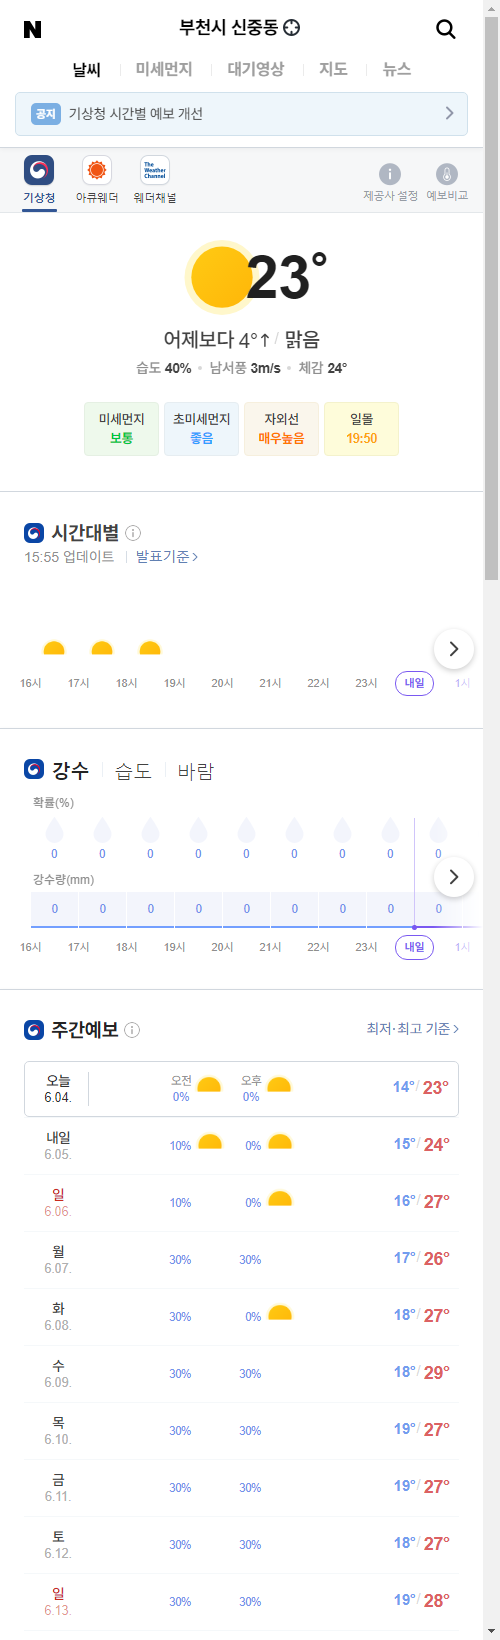 N
부천시 신중동
날씨 미세먼지 대기영상 지도 뉴스
공지 기상청 시간별 예보 개선
The Weather Channel
기상청 아큐웨더 웨더채널 제공사 설정 예보비교
23°
어제보다 4°↑ / 맑음
습도 40% 남서풍 3m/s 체감 24°
미세먼지 초미세먼지 자외선 일몰
보통 좋음 매우높음 19:50
시간대별
15:55 업데이트 발표기준 >
16시 17시 18시 19시 20시 21시 22시 23시 내일 1시
강수 습도 바람
확률(%)
0 0 0 0 0 0 0 0 0
강수량(mm)
0 0 0 0 0 0 0 0 0
16시 17시 18시 19시 20시 21시 22시 23시 내일 1시
주간예보 최저·최고 기준 >
오늘 오전 오후
6.04. 0% 0% 14°/ 23°
내일
6.05. 10% 0% 15°/ 24°
일
6.06. 10% 0% 16°/ 27°
월
6.07. 30% 30% 17°/ 26°
화
6.08. 30% 0% 18°/ 27°
수
6.09. 30% 30% 18°/ 29°
목
6.10. 30% 30% 19°/ 27°
금
6.11. 30% 30% 19°/ 27°
토
6.12. 30% 30% 18°/ 27°
일
6.13. 30% 30% 19°/ 28°